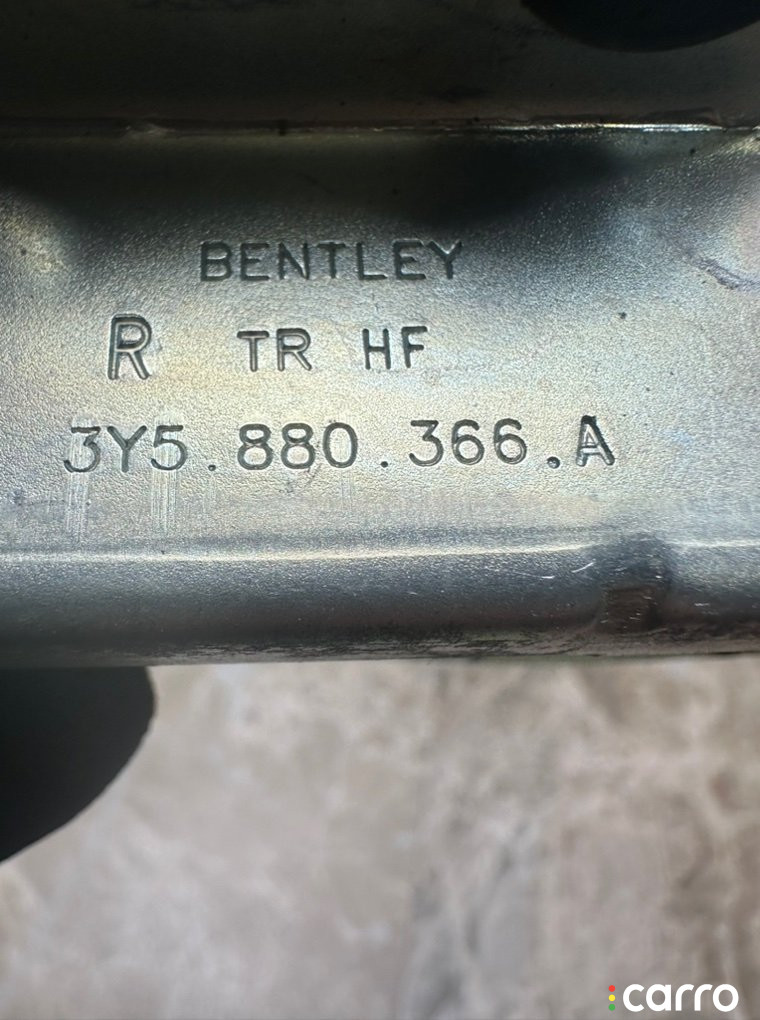 BENTLEY
R TR HF
3Y5.880.366.A
carro